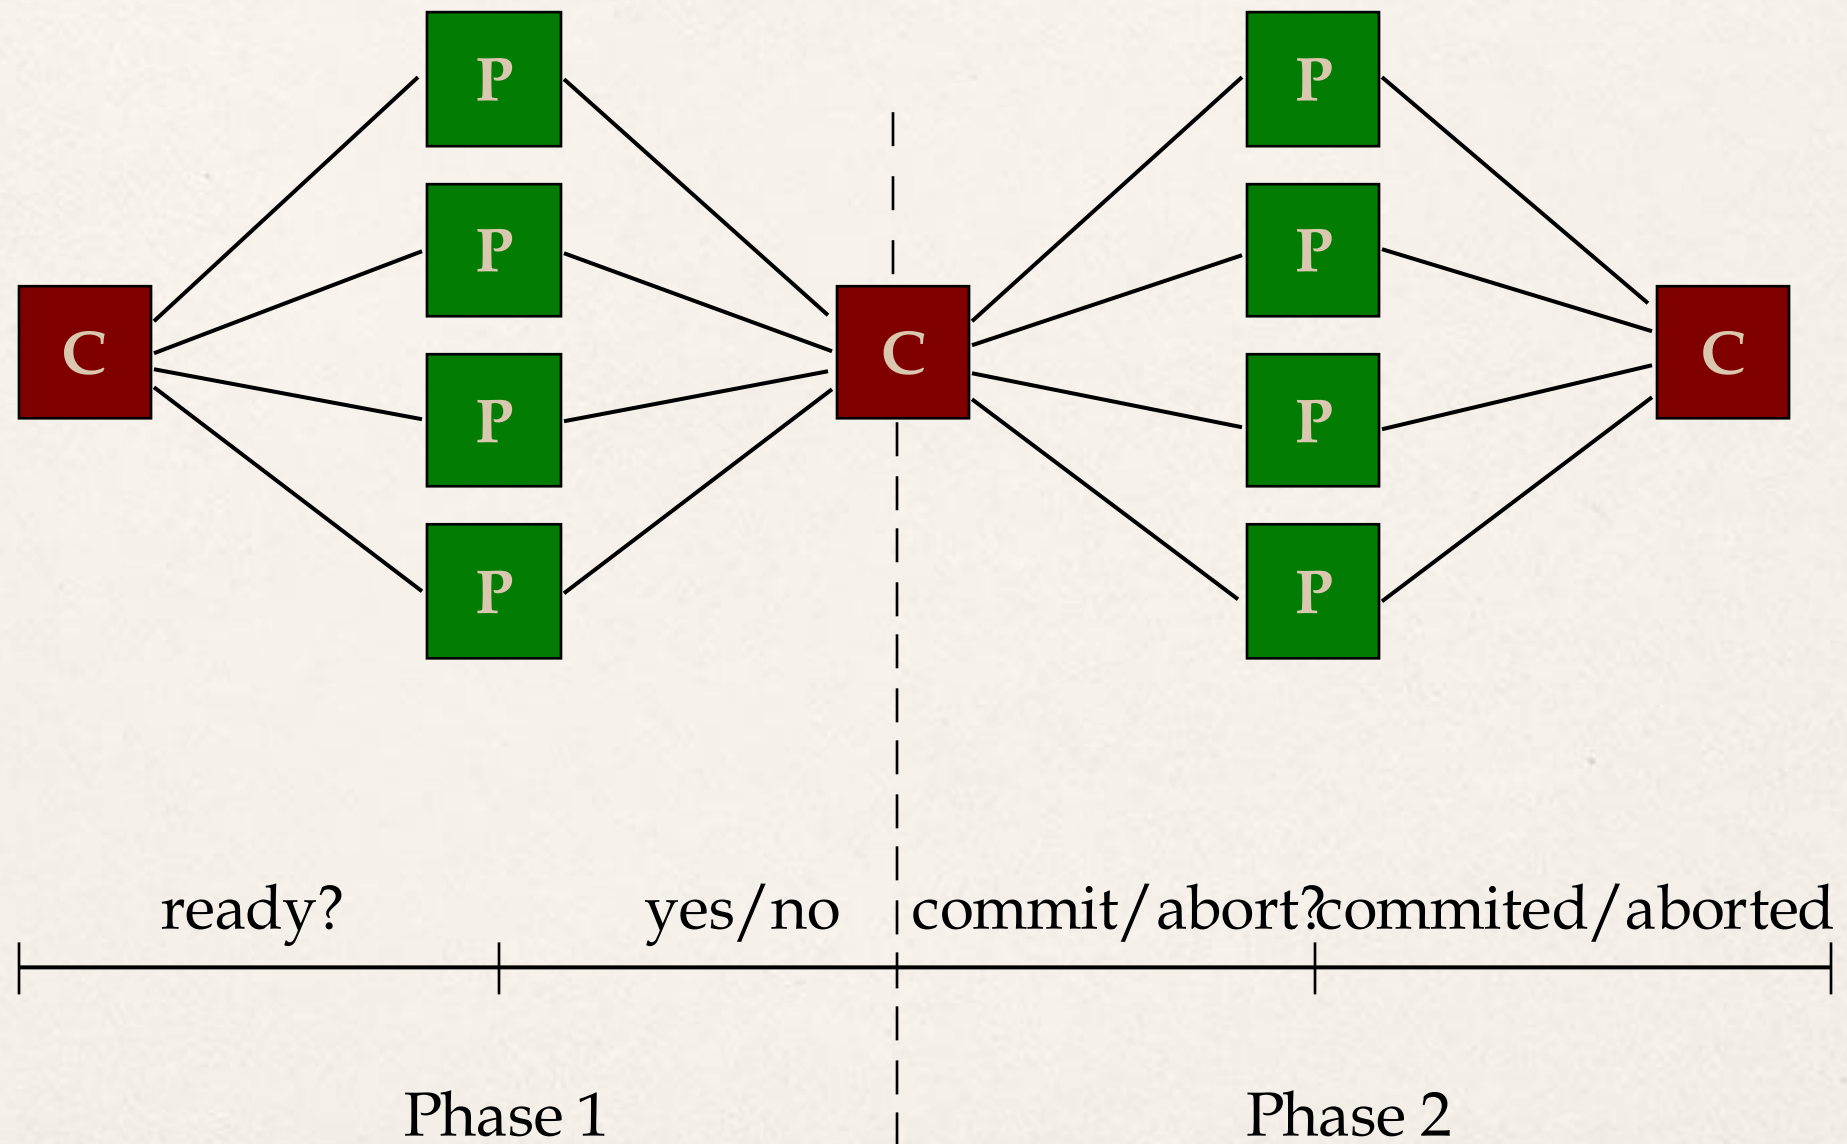 P P
P P
C C C
P P
P P
ready? yes/no commit/abort? commited/aborted
Phase 1 Phase 2